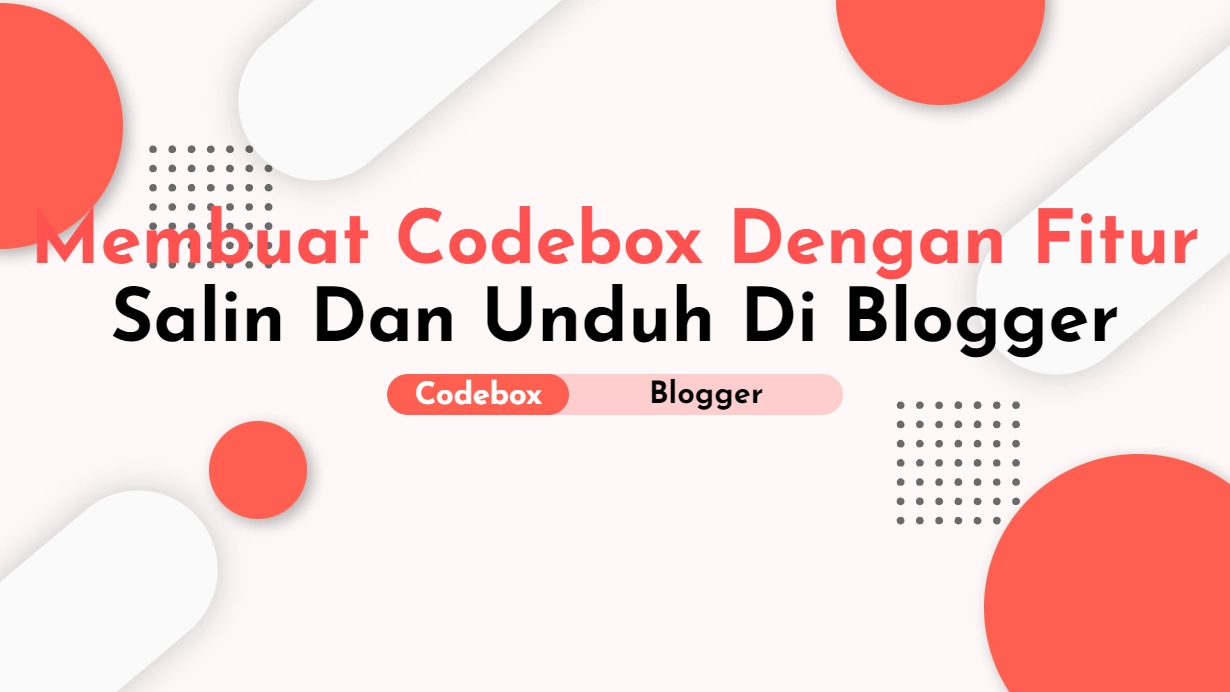 Membuat Codebox Dengan Fitur
Salin Dan Unduh Di Blogger
Codebox Blogger